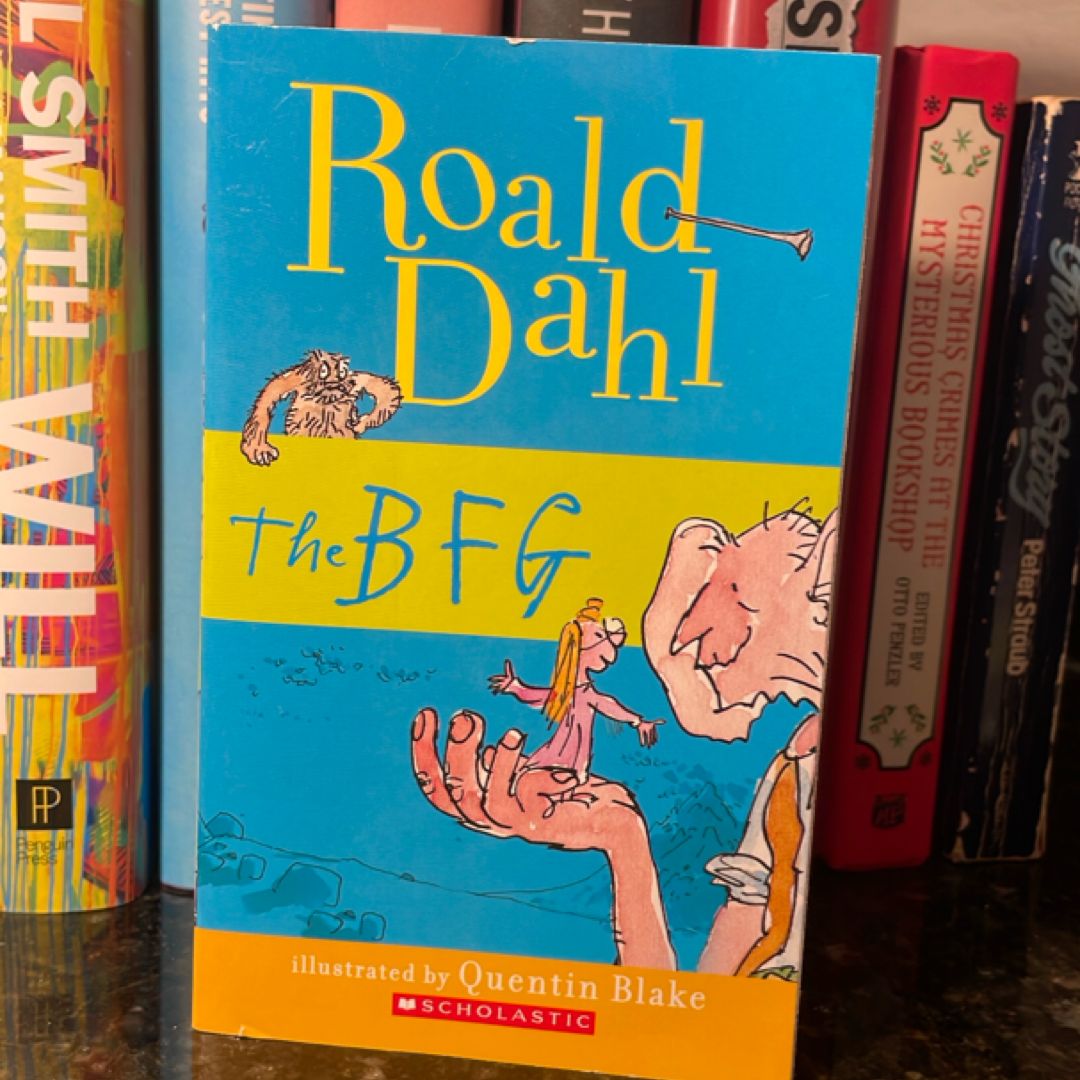 Roald
Dahl
The BFG
illustrated by Quentin Blake
SCHOLASTIC
SMITH
WILL
Penguin
Press
CHRISTMAS CRIMES AT THE
MYSTERIOUS BOOKSHOP
EDITED BY
OTTO PENZLER
Ghost Story
Peter Straub